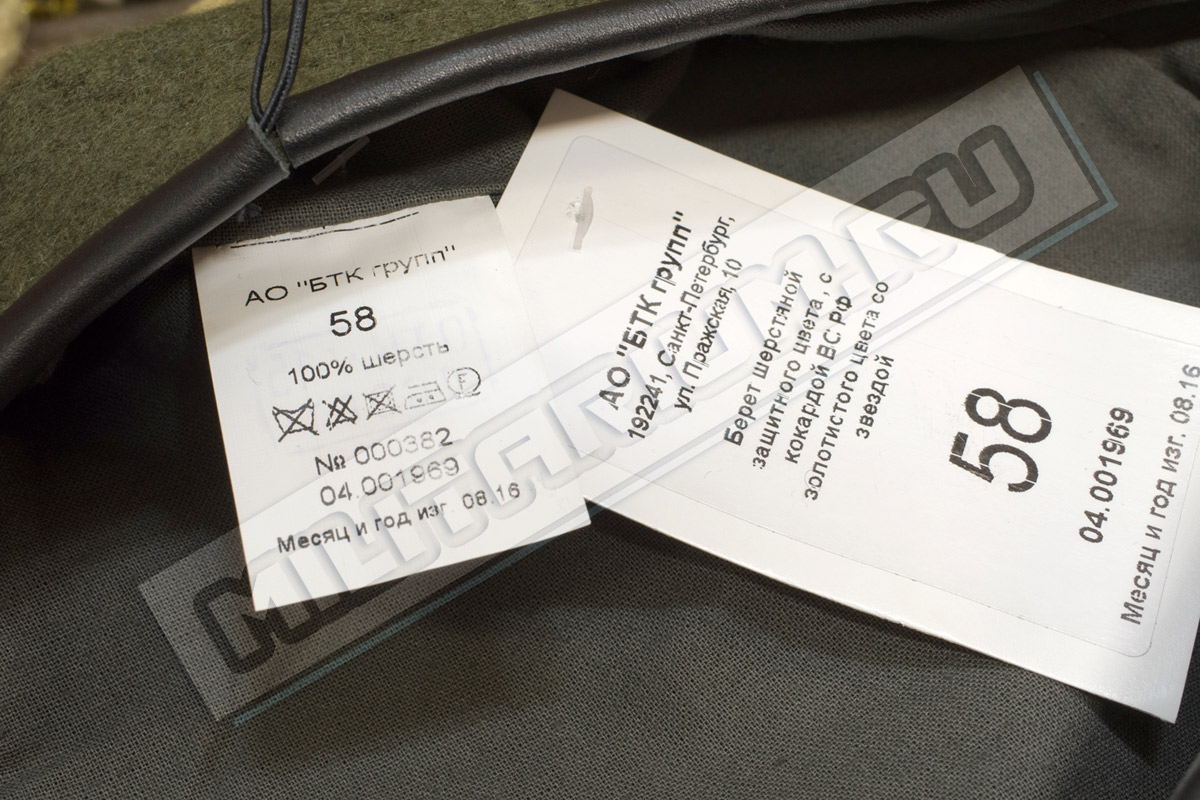 АО "БТК групп"
58
100% шерсть
F
№ 000382
04.001969
Месяц и год изг. 08.16
АО "БТК групп"
192241, Санкт-Петербург,
ул. Пражская, 10
Берет шерстяной
защитного цвета , с
кокардой ВС РФ
золотистого цвета со
звездой
58
04.001969
Месяц и год изг. 08.16
MILITARKA.RU